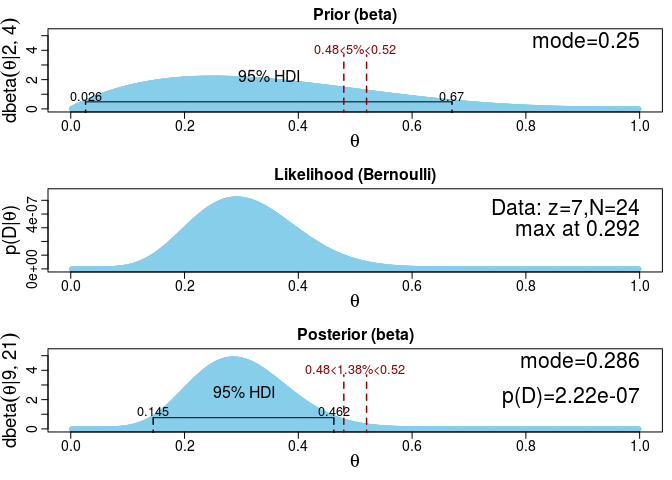 Prior (beta)
dbeta(θ|2, 4)
0 2 4
mode=0.25
0.48<5%<0.52
95% HDI
0.026
0.67
0.0 0.2 0.4 0.6 0.8 1.0
θ
Likelihood (Bernoulli)
p(D|θ)
0e+00 4e-07
Data: z=7,N=24
max at 0.292
0.0 0.2 0.4 0.6 0.8 1.0
θ
Posterior (beta)
dbeta(θ|9, 21)
0 2 4
mode=0.286
0.48<1.38%<0.52
95% HDI
p(D)=2.22e-07
0.145
0.462
0.0 0.2 0.4 0.6 0.8 1.0
θ